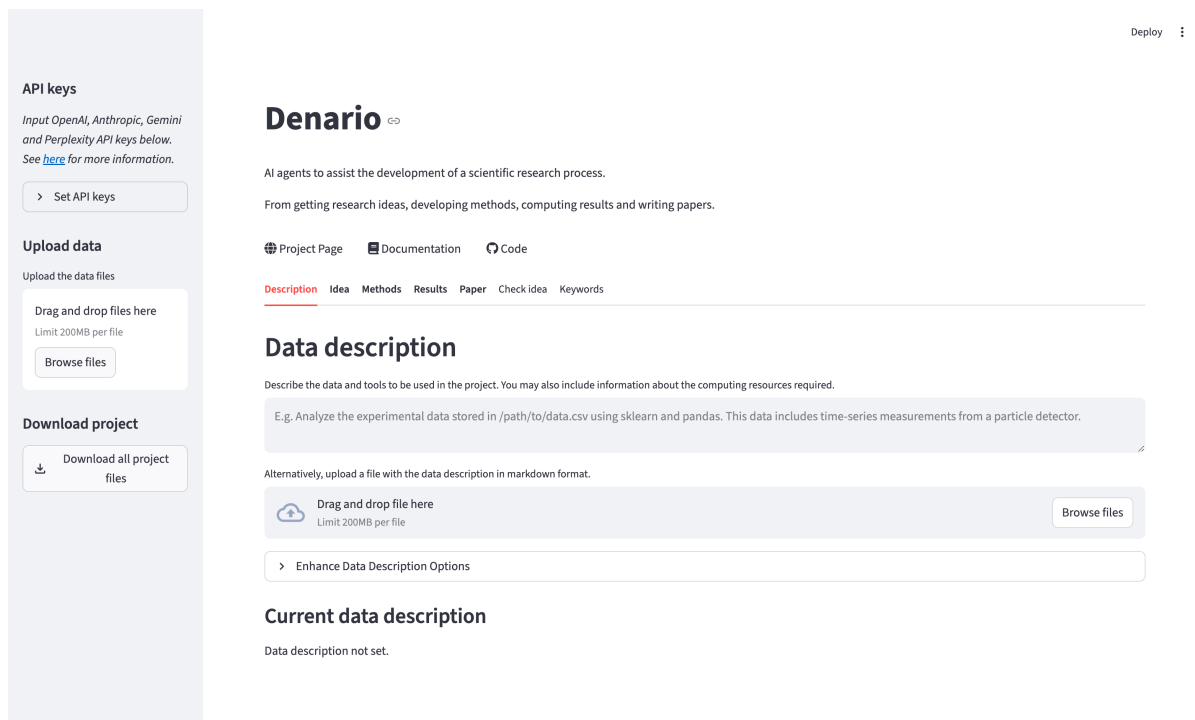 Deploy
API keys
Input OpenAI, Anthropic, Gemini
and Perplexity API keys below.
See here for more information.
Set API keys
Upload data
Upload the data files
Drag and drop files here
Limit 200MB per file
Browse files
Download project
Download all project
files
Denario
AI agents to assist the development of a scientific research process.
From getting research ideas, developing methods, computing results and writing papers.
Project Page Documentation Code
Description Idea Methods Results Paper Check idea Keywords
Data description
Describe the data and tools to be used in the project. You may also include information about the computing resources required.
E.g. Analyze the experimental data stored in /path/to/data.csv using sklearn and pandas. This data includes time-series measurements from a particle detector.
Alternatively, upload a file with the data description in markdown format.
Drag and drop file here
Limit 200MB per file
Browse files
Enhance Data Description Options
Current data description
Data description not set.